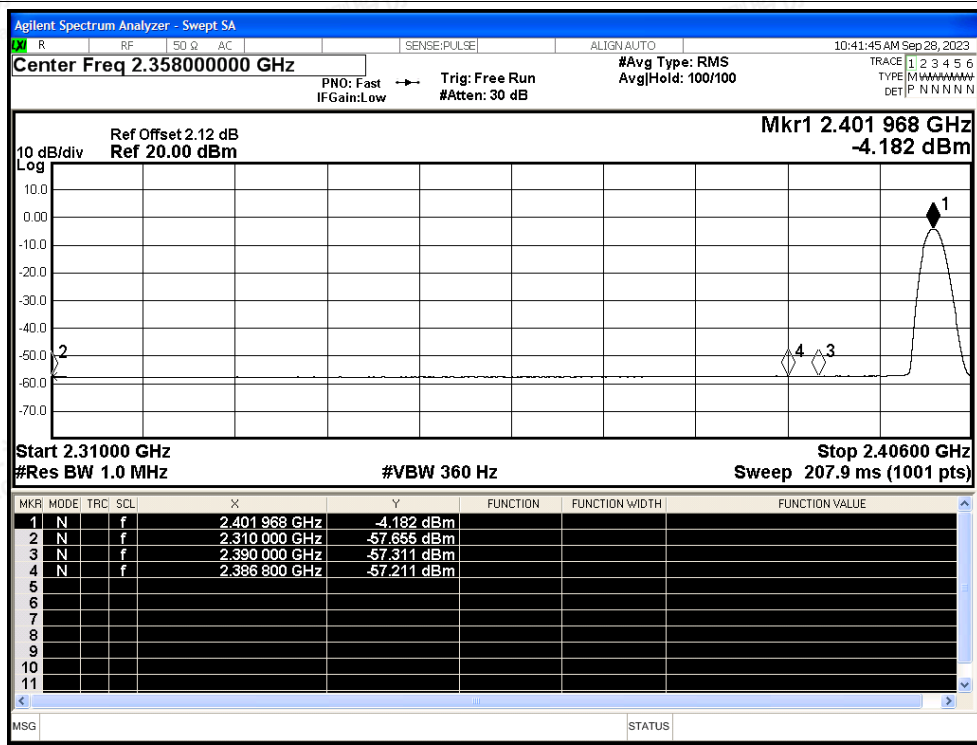 Agilent Spectrum Analyzer - Swept SA
LXI R RF 50 Ω AC SENSE:PULSE ALIGN AUTO 10:41:45 AM Sep 28, 2023
Center Freq 2.358000000 GHz #Avg Type: RMS TRACE 1 2 3 4 5 6
PNO: Fast Trig: Free Run Avg|Hold: 100/100 TYPE M WWWWW
IFGain:Low #Atten: 30 dB DET P N N N N N
Mkr1 2.401 968 GHz
-4.182 dBm
Ref Offset 2.12 dB
10 dB/div Ref 20.00 dBm
Log
10.0
0.00
-10.0
-20.0
-30.0
-40.0
-50.0
-60.0
-70.0
1
2 4 3
Start 2.31000 GHz Stop 2.40600 GHz
#Res BW 1.0 MHz #VBW 360 Hz Sweep 207.9 ms (1001 pts)
MKR MODE TRC SCL X Y FUNCTION FUNCTION WIDTH FUNCTION VALUE
1 N f 2.401 968 GHz -4.182 dBm
2 N f 2.310 000 GHz -57.655 dBm
3 N f 2.390 000 GHz -57.311 dBm
4 N f 2.386 800 GHz -57.211 dBm
5
6
7
8
9
10
11
MSG STATUS